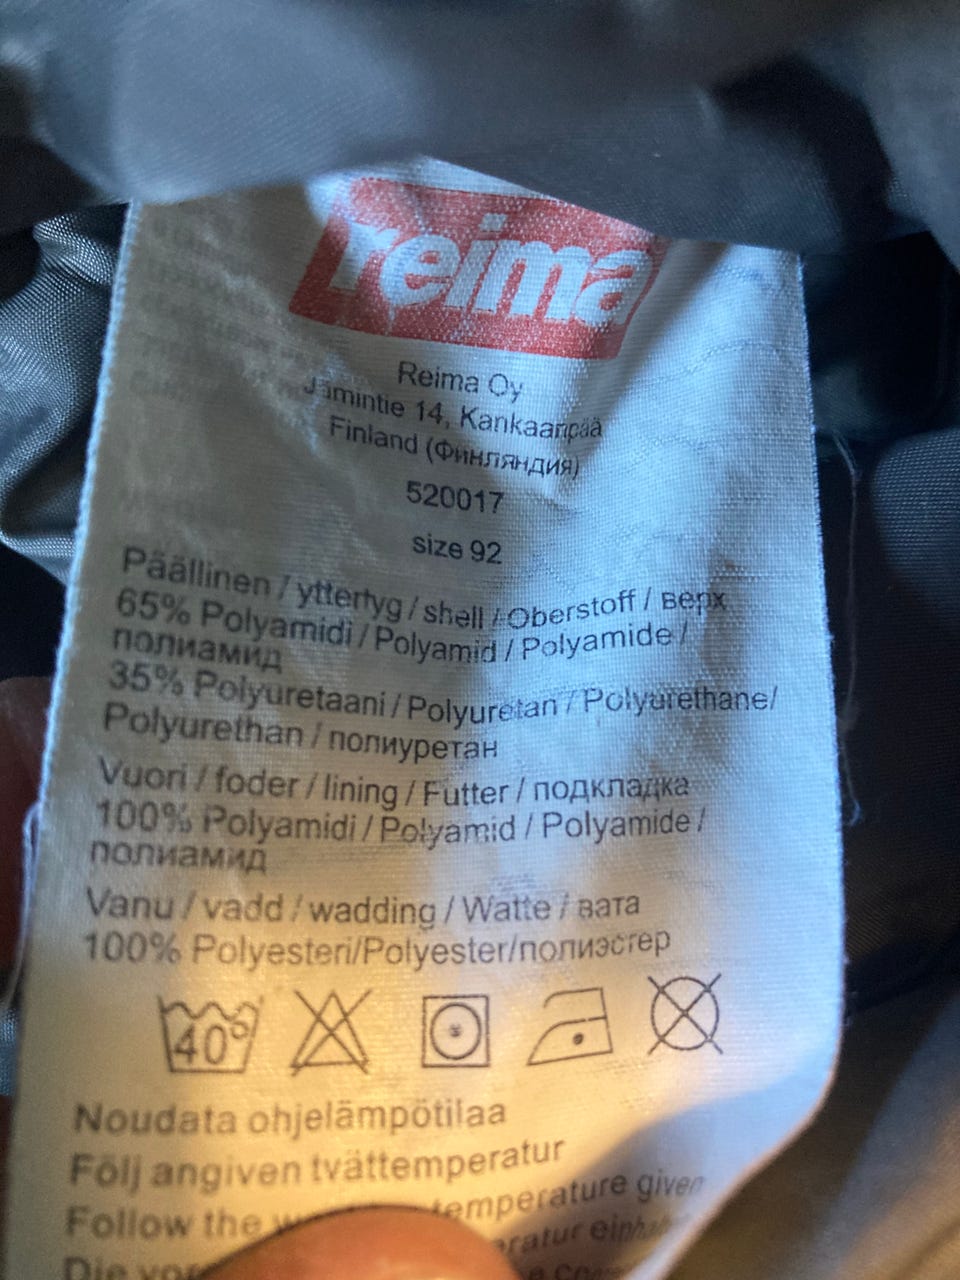 reima
Reima Oy
Jämintie 14, Kankaanpää
Finland (Финляндия)
520017
size 92
Päällinen / yttertyg / shell / Oberstoff / верх
65% Polyamidi / Polyamid / Polyamide /
полиамид
35% Polyuretaani / Polyuretan / Polyurethane/
Polyurethan / полиуретан
Vuori / foder / lining / Futter / подкладка
100% Polyamidi / Polyamid / Polyamide /
полиамид
Vanu / vadd / wadding / Watte / вата
100% Polyesteri/Polyester/полиэстер
40°
Noudata ohjelämpötilaa
Följ angiven tvättemperatur
Follow the temperature given
Die